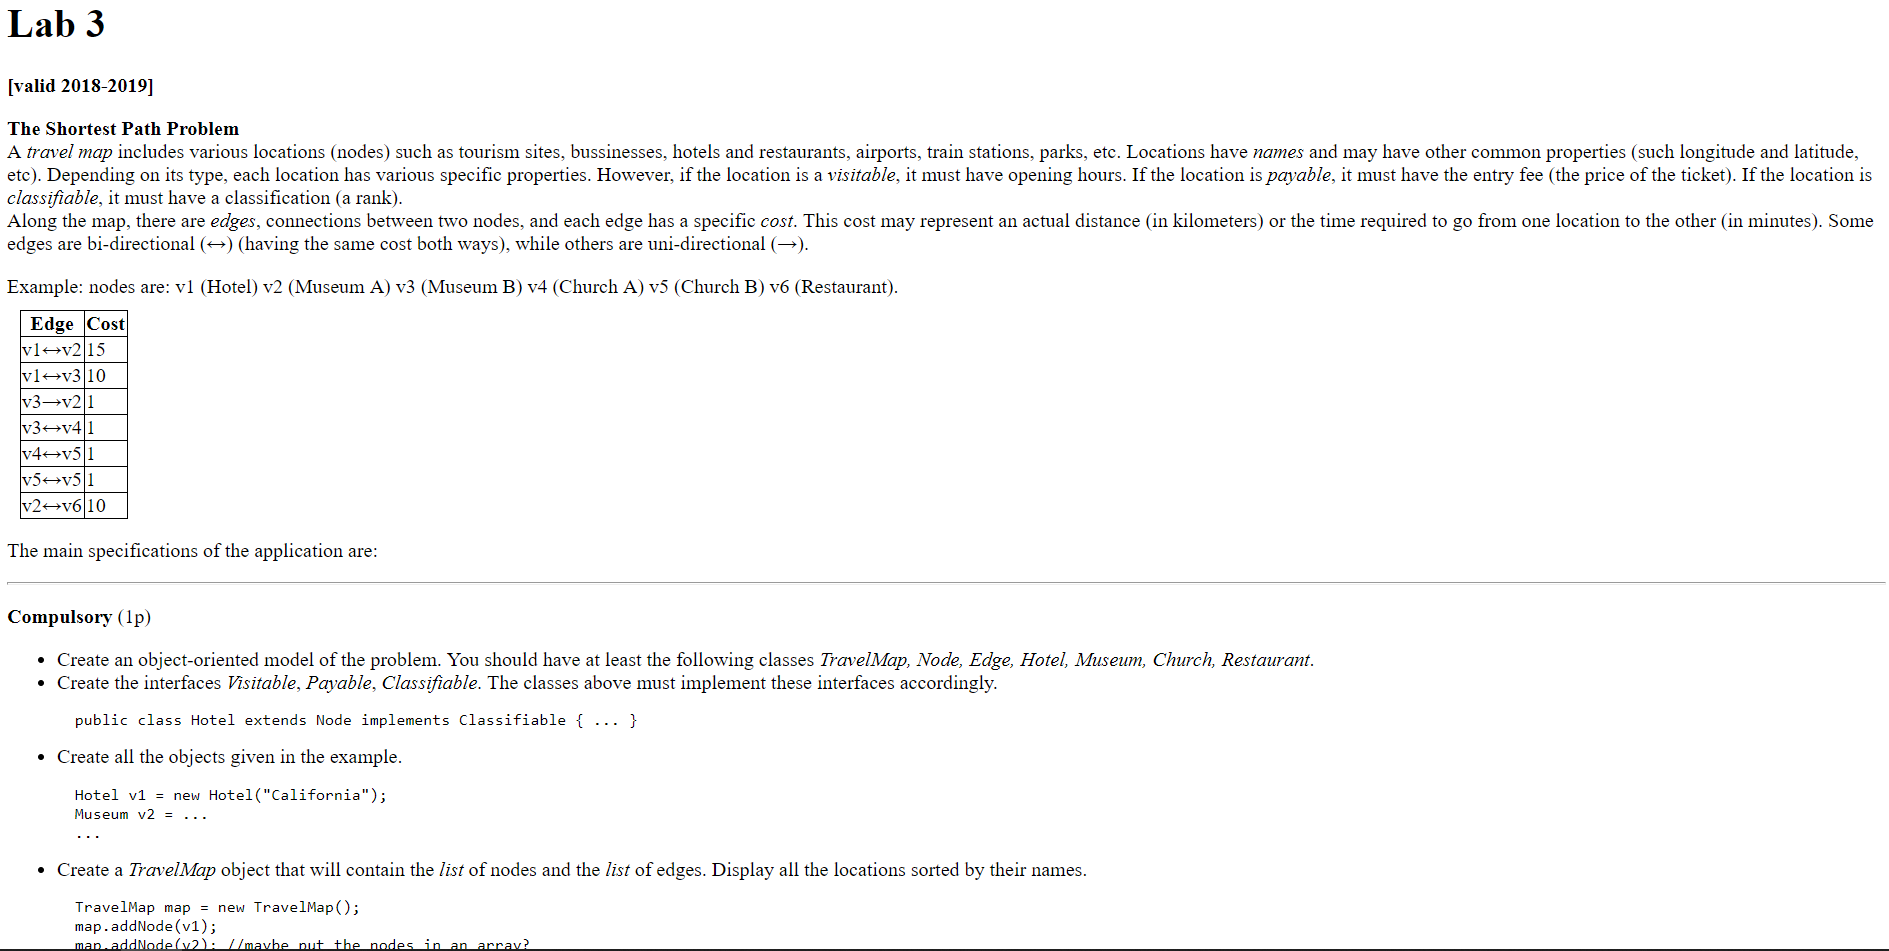 Lab 3
[valid 2018-2019]
The Shortest Path Problem
A travel map includes various locations (nodes) such as tourism sites, bussinesses, hotels and restaurants, airports, train stations, parks, etc. Locations have names and may have other common properties (such longitude and latitude,
etc). Depending on its type, each location has various specific properties. However, if the location is a visitable, it must have opening hours. If the location is payable, it must have the entry fee (the price of the ticket). If the location is
classifiable, it must have a classification (a rank).
Along the map, there are edges, connections between two nodes, and each edge has a specific cost. This cost may represent an actual distance (in kilometers) or the time required to go from one location to the other (in minutes). Some
edges are bi-directional (↔) (having the same cost both ways), while others are uni-directional (→).
Example: nodes are: v1 (Hotel) v2 (Museum A) v3 (Museum B) v4 (Church A) v5 (Church B) v6 (Restaurant).
Edge Cost
v1↔v2 15
v1↔v3 10
v3→v2 1
v3↔v4 1
v4↔v5 1
v5↔v5 1
v2↔v6 10
The main specifications of the application are:
Compulsory (1p)
• Create an object-oriented model of the problem. You should have at least the following classes TravelMap, Node, Edge, Hotel, Museum, Church, Restaurant.
• Create the interfaces Visitable, Payable, Classifiable. The classes above must implement these interfaces accordingly.
public class Hotel extends Node implements Classifiable { ... }
• Create all the objects given in the example.
Hotel v1 = new Hotel("California");
Museum v2 = ...
...
• Create a TravelMap object that will contain the list of nodes and the list of edges. Display all the locations sorted by their names.
TravelMap map = new TravelMap();
map.addNode(v1);
map.addNode(v2); //maybe put the nodes in an array?